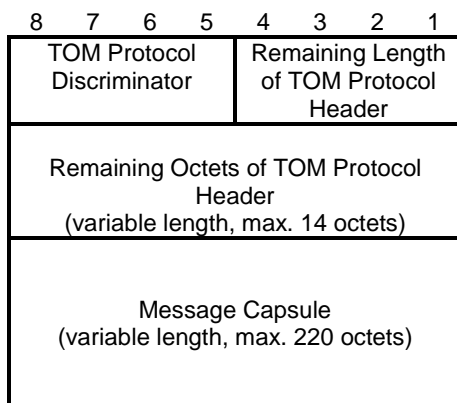 8 7 6 5 4 3 2 1
TOM Protocol
Discriminator
Remaining Length
of TOM Protocol
Header
Remaining Octets of TOM Protocol
Header
(variable length, max. 14 octets)
Message Capsule
(variable length, max. 220 octets)